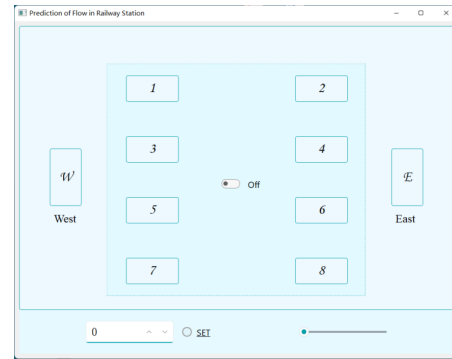 Prediction of Flow in Railway Station
1 2
3 4
W Off E
West East
5 6
7 8
0 SET